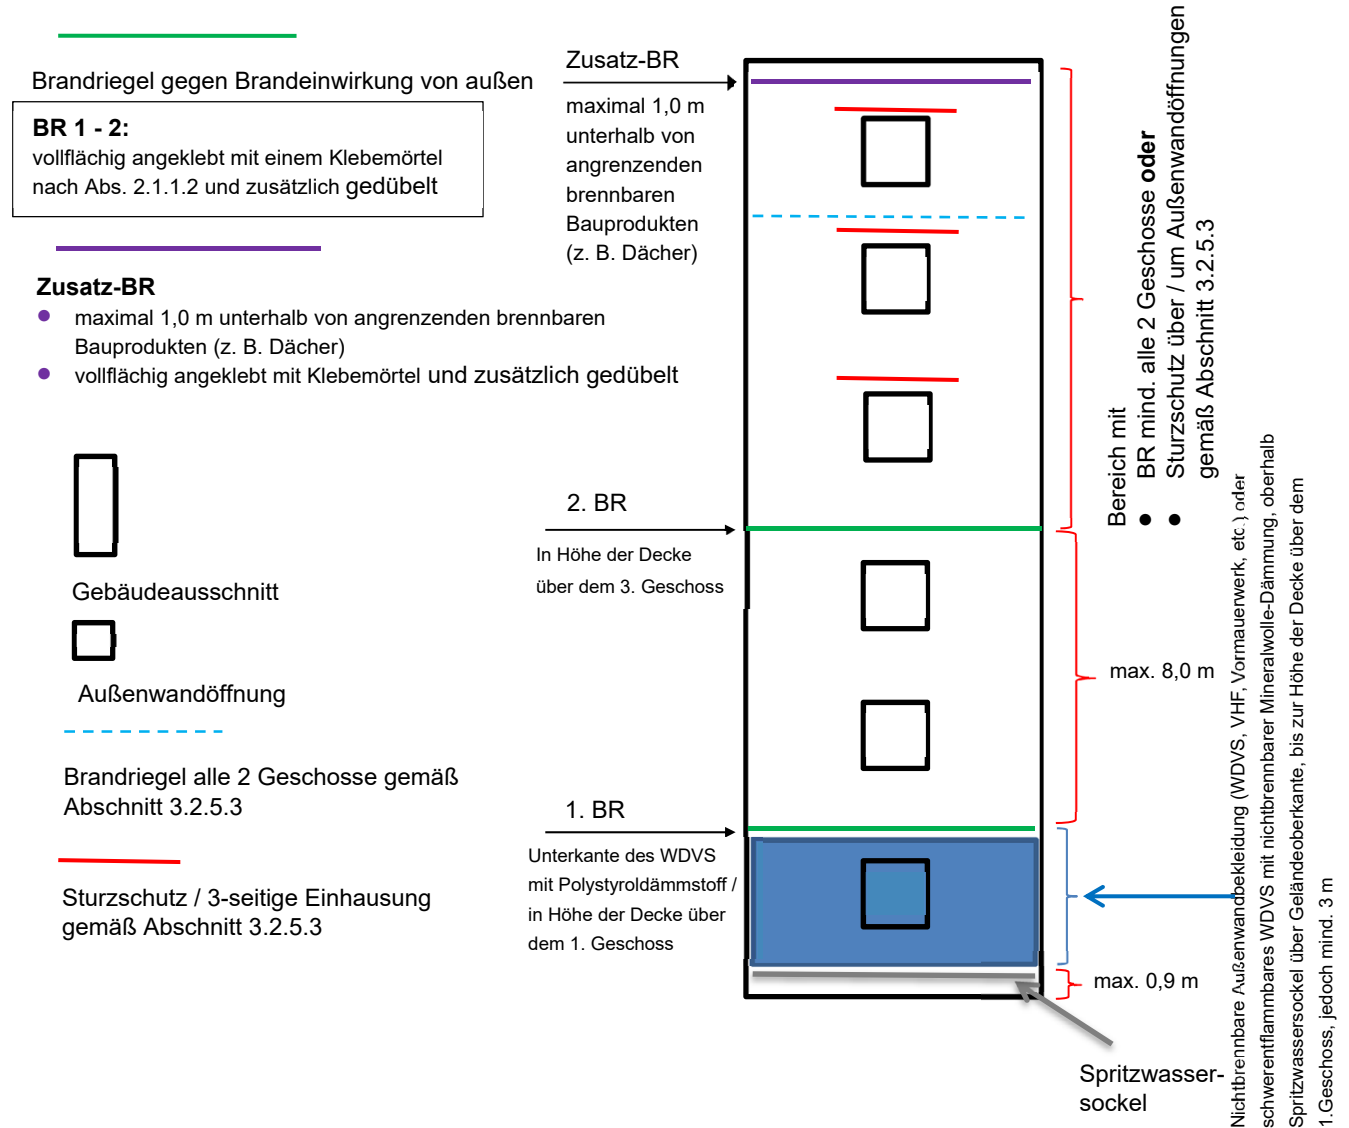 Brandriegel gegen Brandeinwirkung von außen
BR 1 - 2:
vollflächig angeklebt mit einem Klebemörtel
nach Abs. 2.1.1.2 und zusätzlich gedübelt
Zusatz-BR
● maximal 1,0 m unterhalb von angrenzenden brennbaren
Bauprodukten (z. B. Dächer)
● vollflächig angeklebt mit Klebemörtel und zusätzlich gedübelt
Gebäudeausschnitt
Außenwandöffnung
Brandriegel alle 2 Geschosse gemäß
Abschnitt 3.2.5.3
Sturzschutz / 3-seitige Einhausung
gemäß Abschnitt 3.2.5.3
Zusatz-BR
maximal 1,0 m
unterhalb von
angrenzenden
brennbaren
Bauprodukten
(z. B. Dächer)
2. BR
In Höhe der Decke
über dem 3. Geschoss
1. BR
Unterkante des WDVS
mit Polystyroldämmstoff /
in Höhe der Decke über
dem 1. Geschoss
Bereich mit
● BR mind. alle 2 Geschosse oder
● Sturzschutz über / um Außenwandöffnungen
gemäß Abschnitt 3.2.5.3
max. 8,0 m
max. 0,9 m
Spritzwasser-
sockel
Nichtbrennbare Außenwandbekleidung (WDVS, VHF, Vormauerwerk, etc.) oder
schwerentflammbares WDVS mit nichtbrennbarer Mineralwolle-Dämmung, oberhalb
Spritzwassersockel über Geländeoberkante, bis zur Höhe der Decke über dem
1.Geschoss, jedoch mind. 3 m